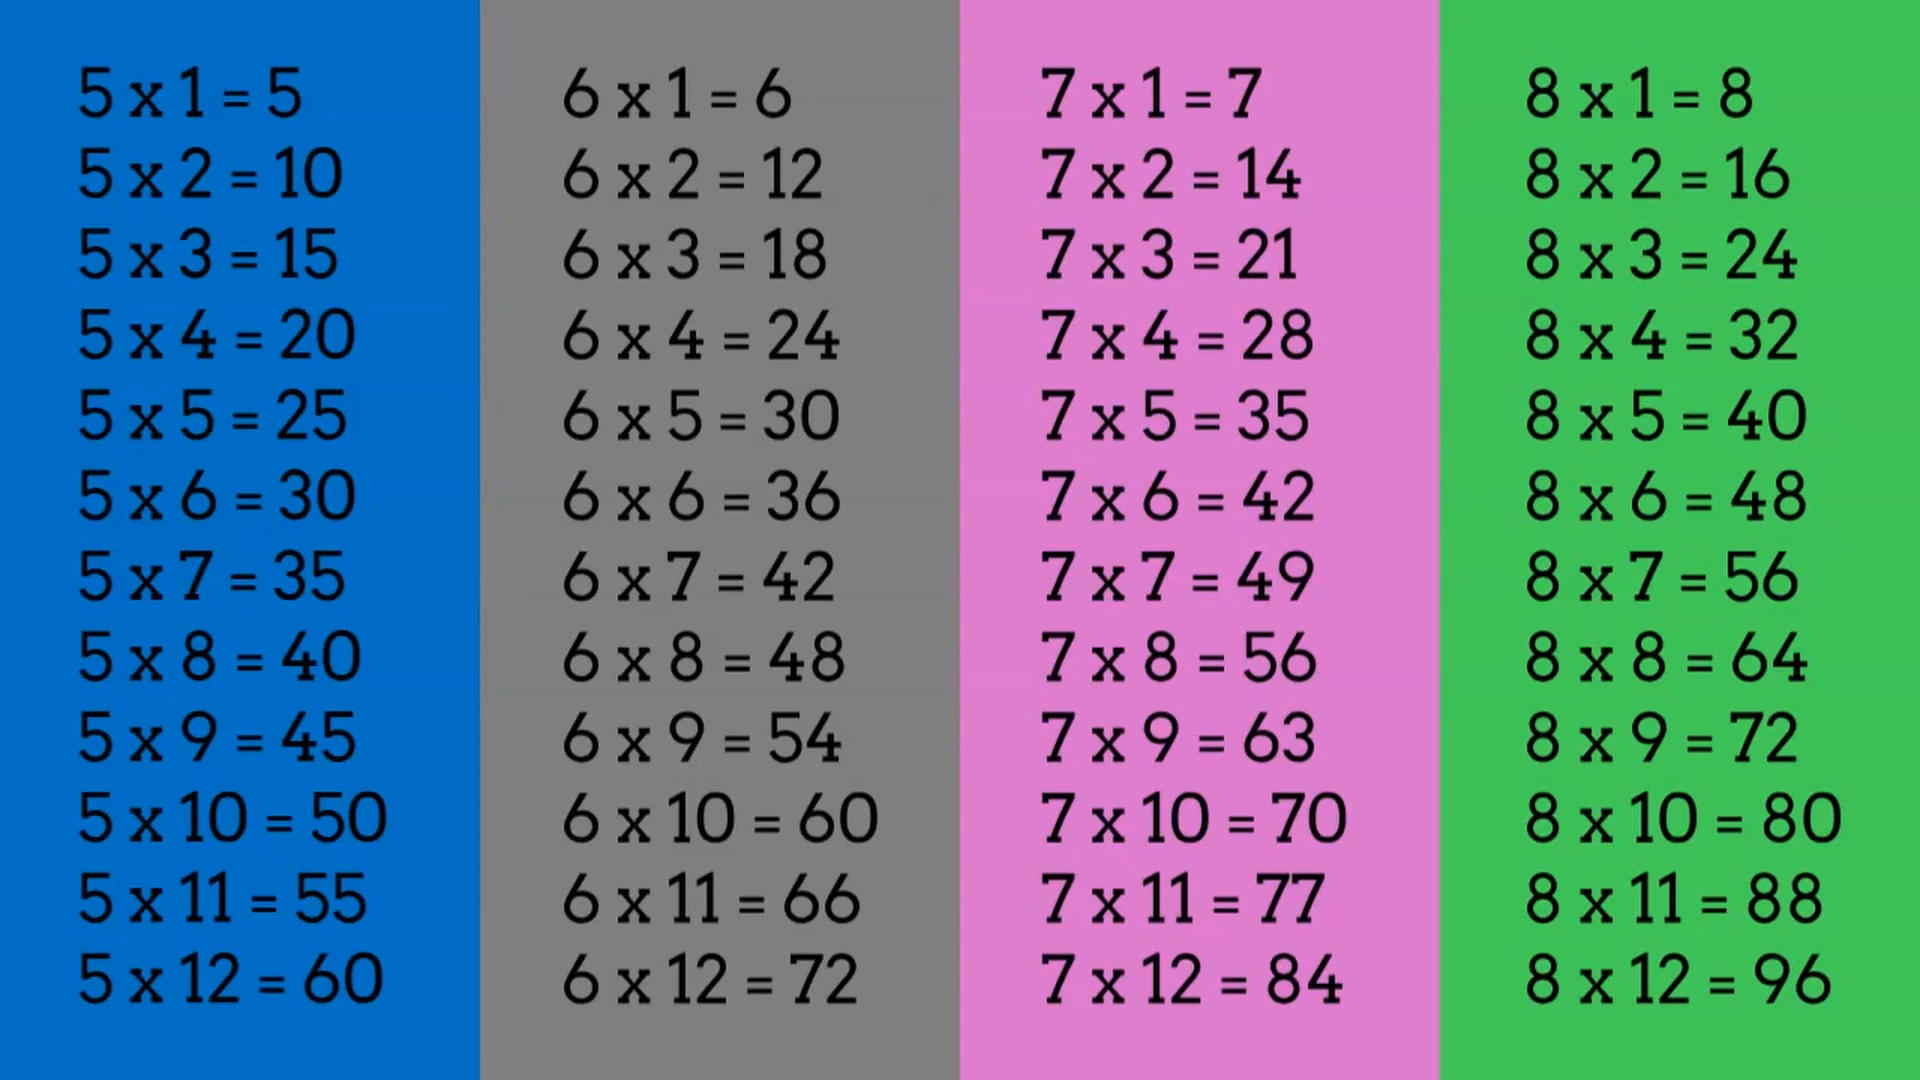 5 x 1 = 5
5 x 2 = 10
5 x 3 = 15
5 x 4 = 20
5 x 5 = 25
5 x 6 = 30
5 x 7 = 35
5 x 8 = 40
5 x 9 = 45
5 x 10 = 50
5 x 11 = 55
5 x 12 = 60
6 x 1 = 6
6 x 2 = 12
6 x 3 = 18
6 x 4 = 24
6 x 5 = 30
6 x 6 = 36
6 x 7 = 42
6 x 8 = 48
6 x 9 = 54
6 x 10 = 60
6 x 11 = 66
6 x 12 = 72
7 x 1 = 7
7 x 2 = 14
7 x 3 = 21
7 x 4 = 28
7 x 5 = 35
7 x 6 = 42
7 x 7 = 49
7 x 8 = 56
7 x 9 = 63
7 x 10 = 70
7 x 11 = 77
7 x 12 = 84
8 x 1 = 8
8 x 2 = 16
8 x 3 = 24
8 x 4 = 32
8 x 5 = 40
8 x 6 = 48
8 x 7 = 56
8 x 8 = 64
8 x 9 = 72
8 x 10 = 80
8 x 11 = 88
8 x 12 = 96